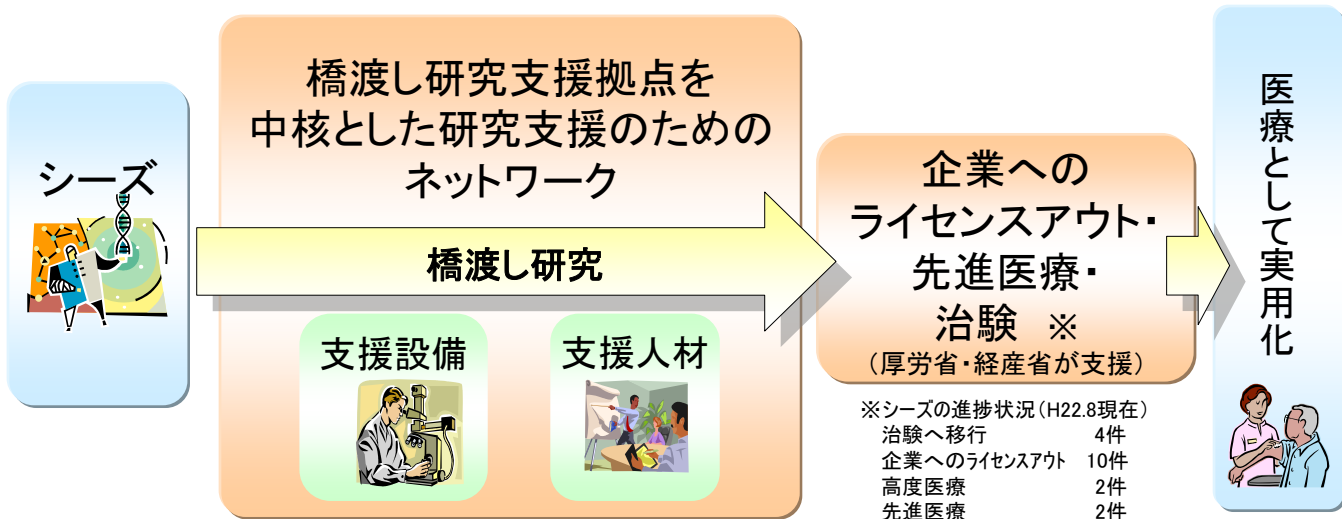 シーズ
橋渡し研究支援拠点を
中核とした研究支援のための
ネットワーク
橋渡し研究
支援設備
支援人材
企業への
ライセンスアウト・
先進医療・
治験 ※
(厚労省・経産省が支援)
※シーズの進捗状況(H22.8現在)
治験へ移行 4件
企業へのライセンスアウト 10件
高度医療 2件
先進医療 2件
医療として実用化